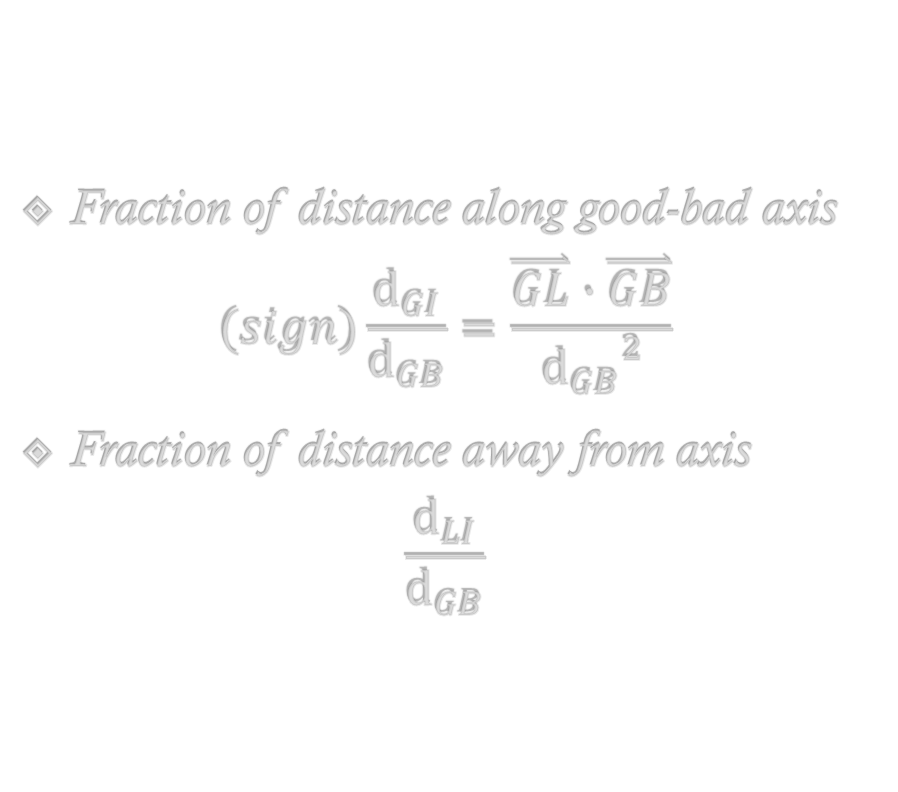 ❖ Fraction of distance along good-bad axis
(sign) d_GI / d_GB = GL⃗ · GB⃗ / d_GB²
❖ Fraction of distance away from axis
d_LI / d_GB